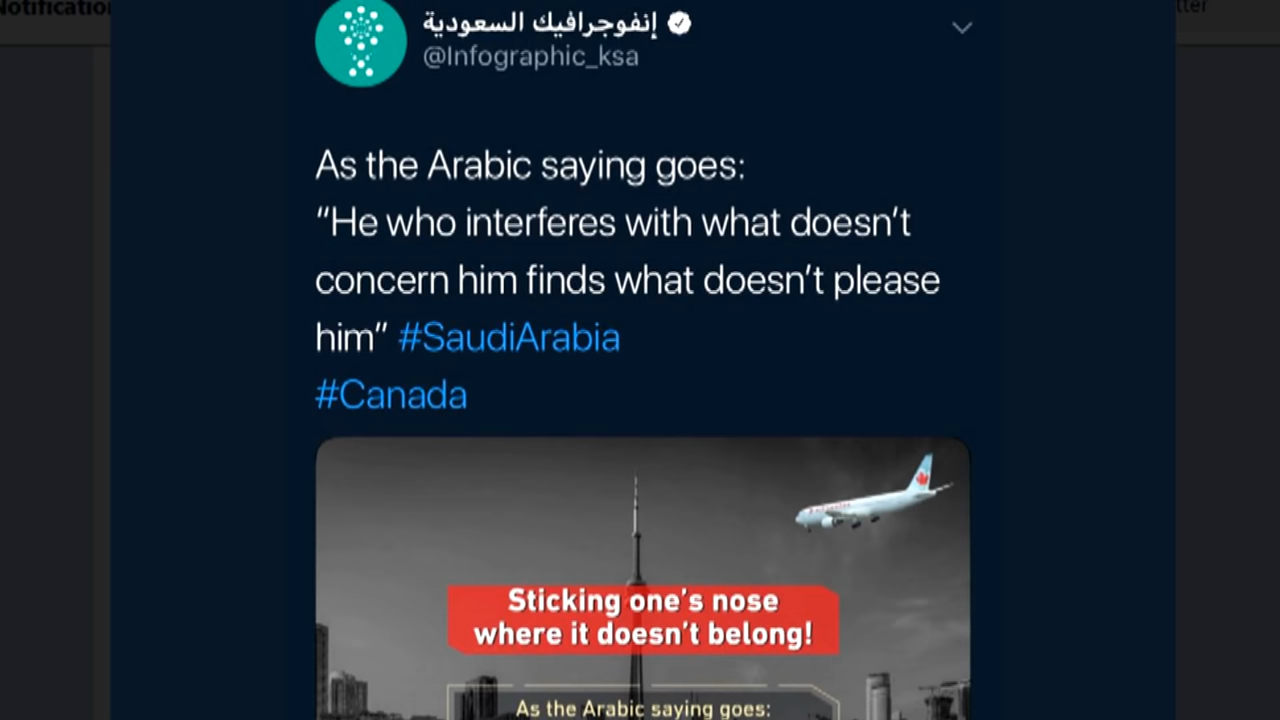 Notification
tter
إنفوجرافيك السعودية
@Infographic_ksa
As the Arabic saying goes:
“He who interferes with what doesn’t
concern him finds what doesn’t please
him” #SaudiArabia
#Canada
Sticking one’s nose
where it doesn’t belong!
As the Arabic saying goes: